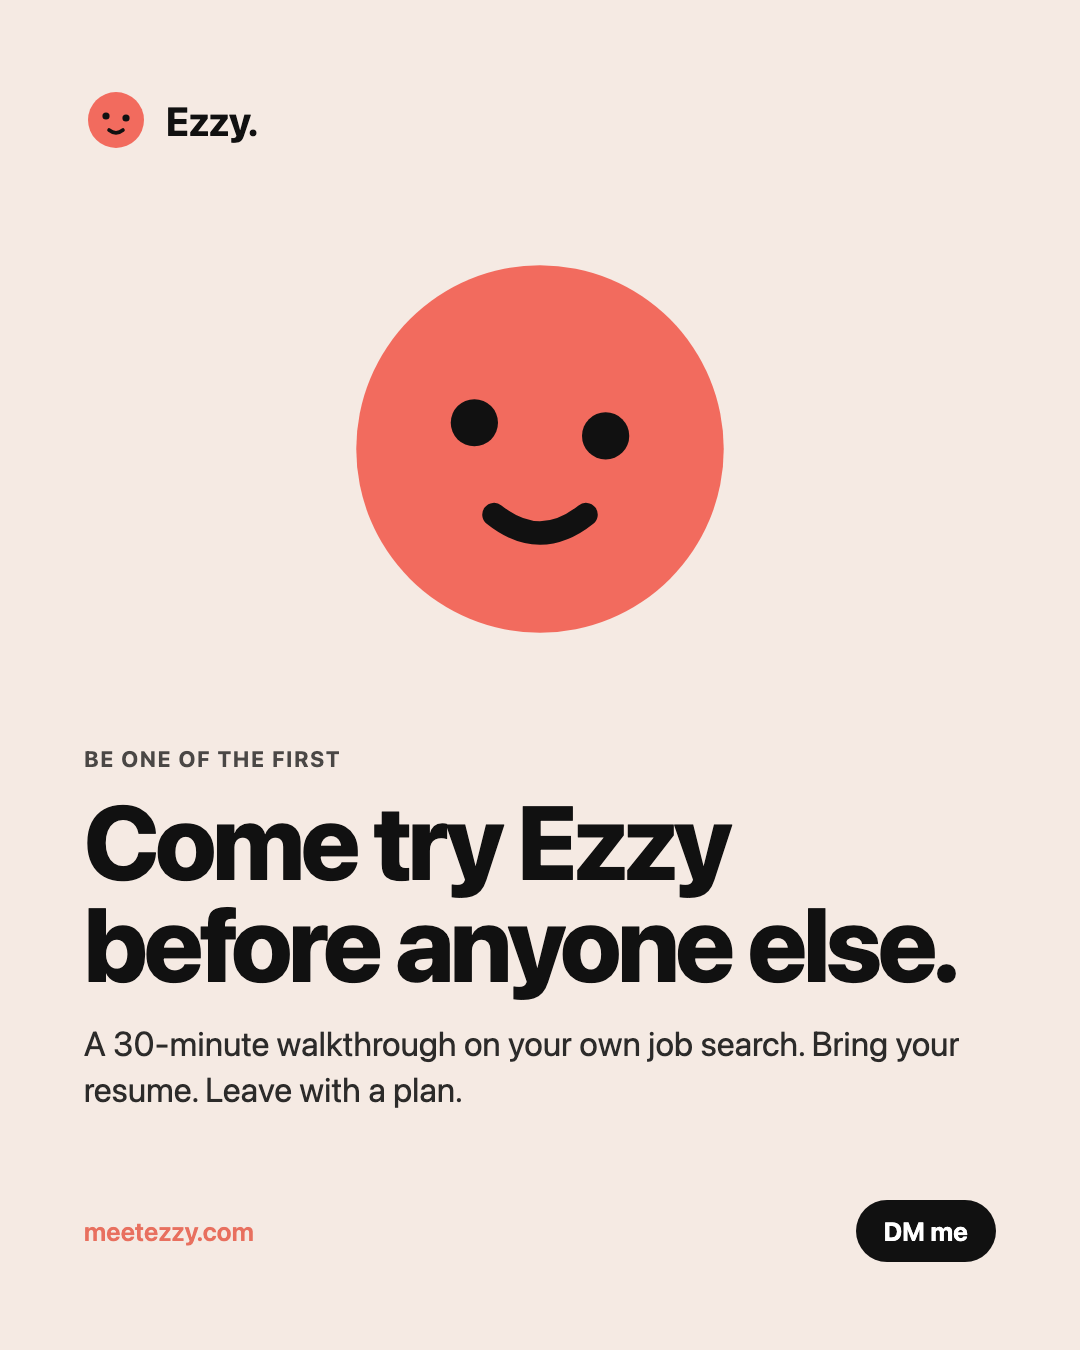 Ezzy.
BE ONE OF THE FIRST
Come try Ezzy
before anyone else.
A 30-minute walkthrough on your own job search. Bring your
resume. Leave with a plan.
meetezzy.com
DM me